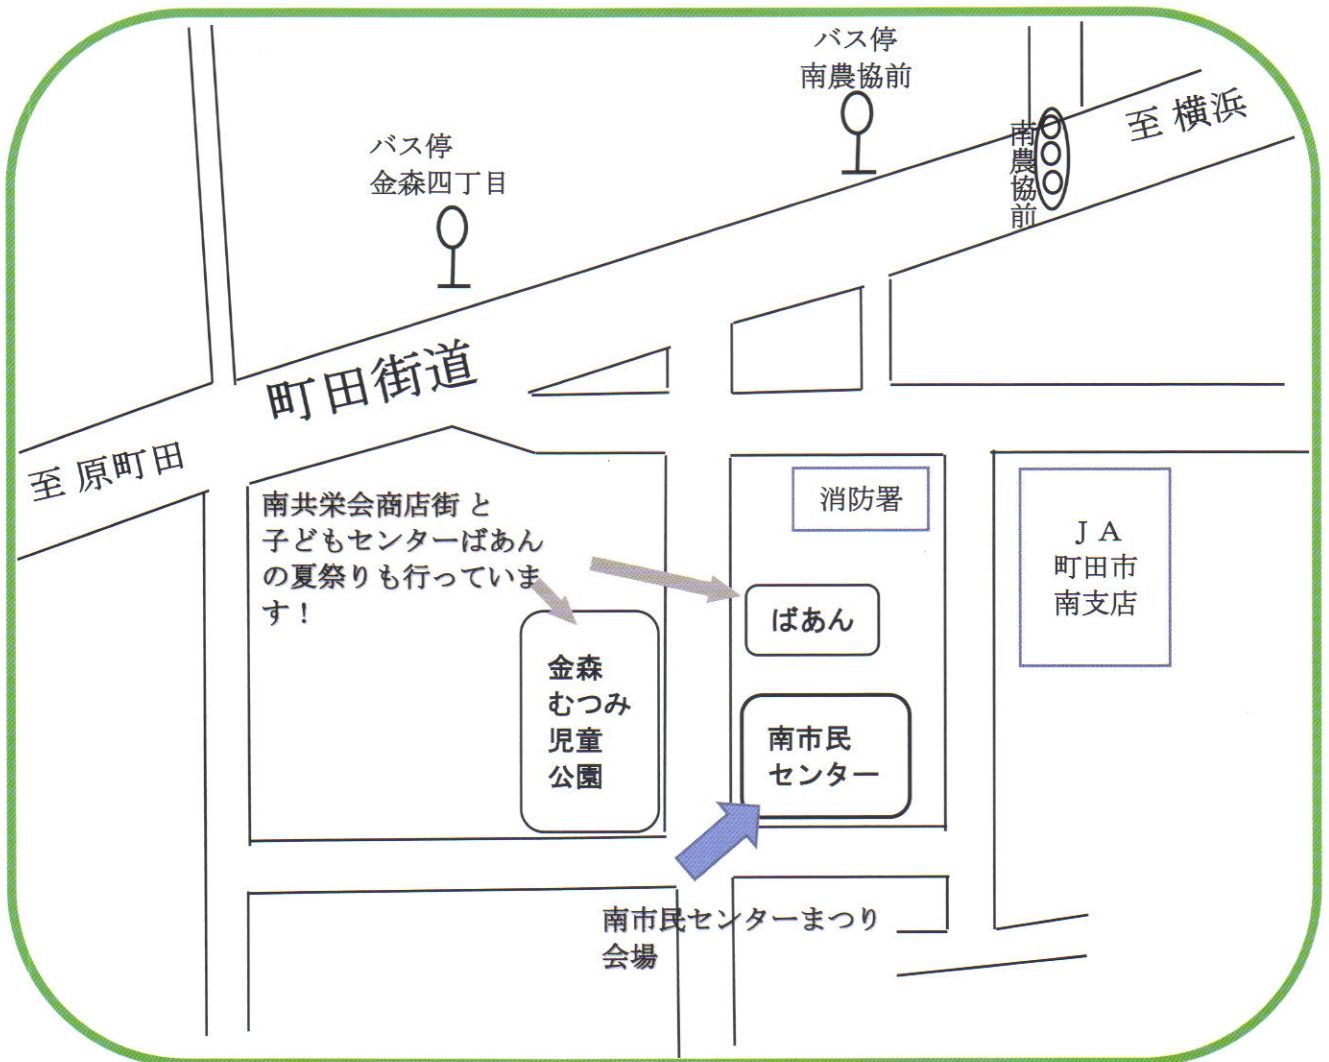 バス停
南農協前
バス停
金森四丁目
南農協前
至 横浜
町田街道
至 原町田
南共栄会商店街 と
子どもセンターばあん
の夏祭りも行っていま
す！
消防署
ＪＡ
町田市
南支店
ばあん
金森
むつみ
児童
公園
南市民
センター
南市民センターまつり
会場